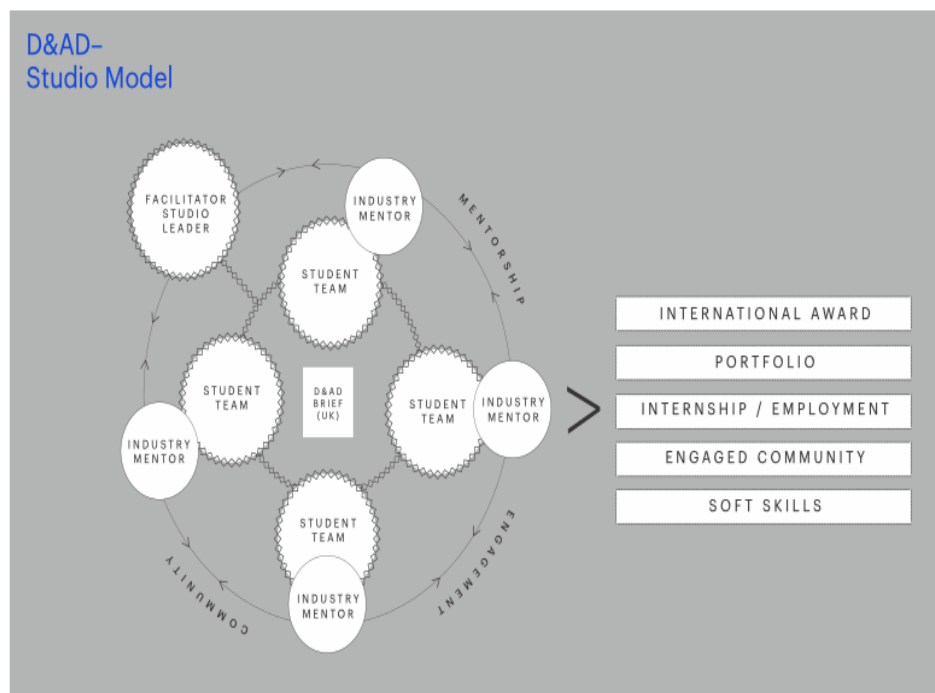 D&AD–
Studio Model
FACILITATOR
STUDIO
LEADER
INDUSTRY
MENTOR
MENTORSHIP
STUDENT
TEAM
STUDENT
TEAM
D&AD
BRIEF
(UK)
STUDENT
TEAM
INDUSTRY
MENTOR
INDUSTRY
MENTOR
STUDENT
TEAM
INDUSTRY
MENTOR
ENGAGEMENT
COMMUNITY
INTERNATIONAL AWARD
PORTFOLIO
INTERNSHIP / EMPLOYMENT
ENGAGED COMMUNITY
SOFT SKILLS